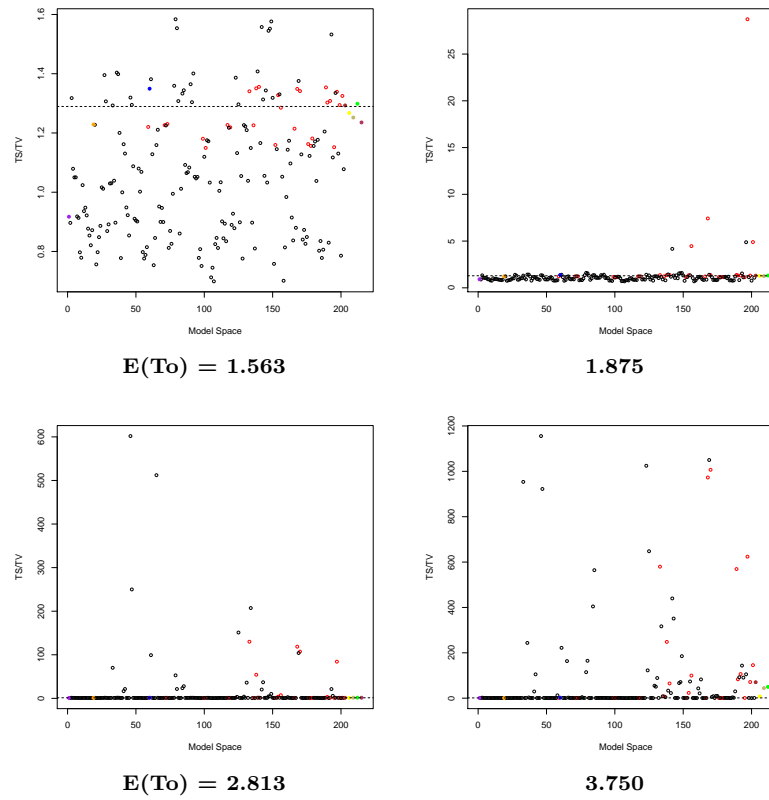 TS/TV
0.8 1.0 1.2 1.4 1.6
0 50 100 150 200
Model Space
E(To) = 1.563
TS/TV
0 5 10 15 20 25
0 50 100 150 200
Model Space
1.875
TS/TV
0 100 200 300 400 500 600
0 50 100 150 200
Model Space
E(To) = 2.813
TS/TV
0 200 400 600 800 1000 1200
0 50 100 150 200
Model Space
3.750